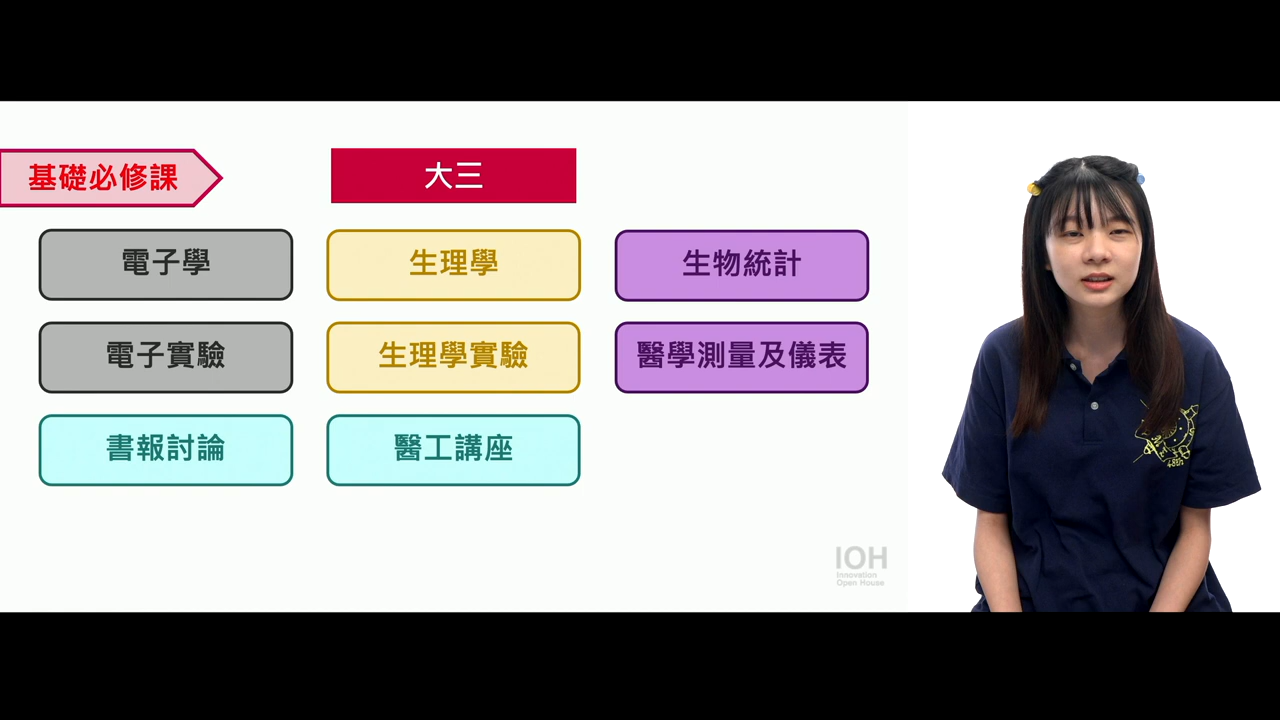 基礎必修課
大三
電子學
生理學
生物統計
電子實驗
生理學實驗
醫學測量及儀表
書報討論
醫工講座
IOH
Innovation
Open House
48th